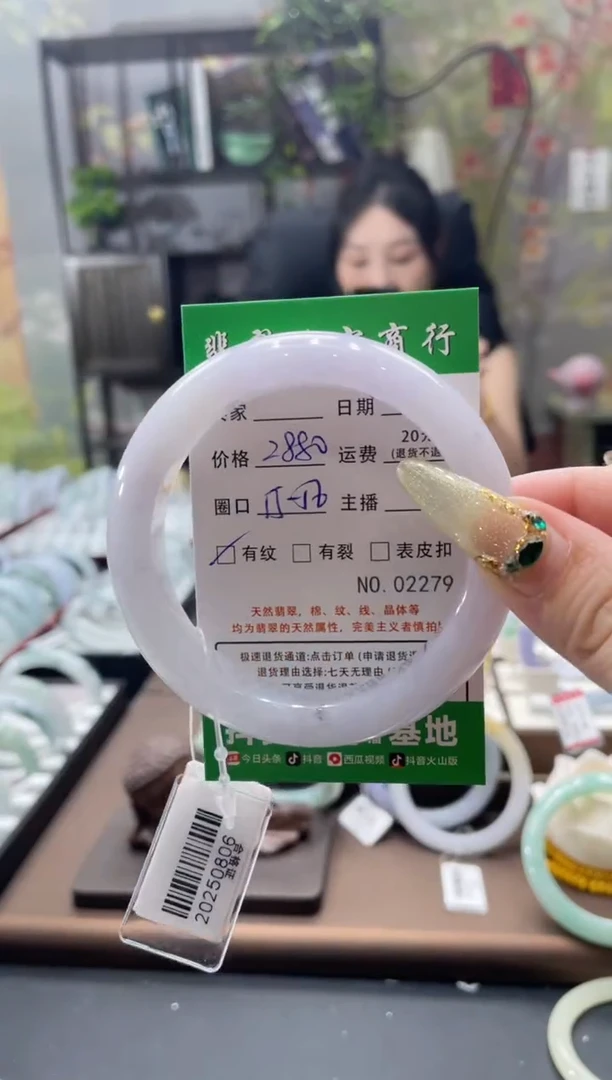 商行
家 日期
价格 2880 运费 20元
(退货不退
圈口 主播
有纹 有裂 表皮扣
NO.02279
天然翡翠，棉、纹、线、晶体等
均为翡翠的天然属性，完美主义者慎拍
极速退货通道:点击订单(申请退货
退货理由选择:七天无理由
基地
今日头条 抖音 西瓜视频 抖音火山版
合格证
20250806